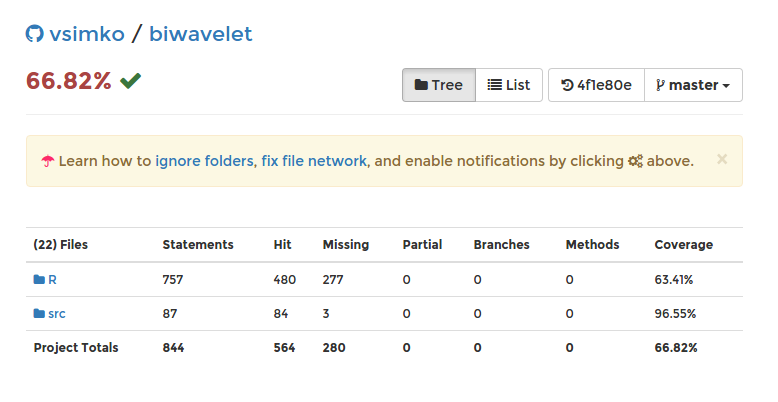 vsimko / biwavelet
66.82%
Tree List 4f1e80e master
Learn how to ignore folders, fix file network, and enable notifications by clicking above. ×
(22) Files Statements Hit Missing Partial Branches Methods Coverage
R 757 480 277 0 0 0 63.41%
src 87 84 3 0 0 0 96.55%
Project Totals 844 564 280 0 0 0 66.82%